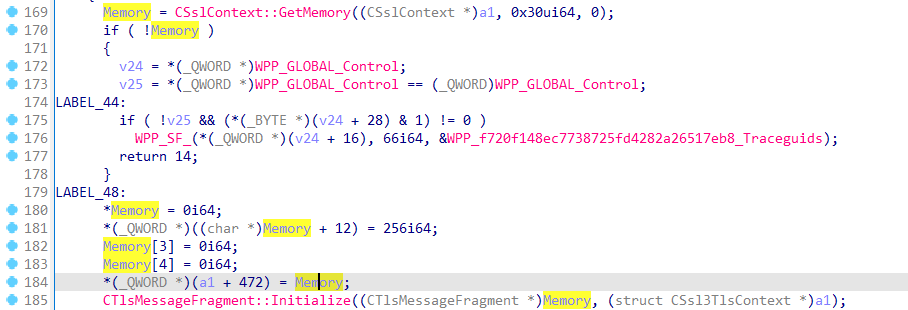 169 Memory = CSslContext::GetMemory((CSslContext *)a1, 0x30ui64, 0);
170 if ( !Memory )
171 {
172 v24 = *(_QWORD *)WPP_GLOBAL_Control;
173 v25 = *(_QWORD *)WPP_GLOBAL_Control == (_QWORD)WPP_GLOBAL_Control;
174 LABEL_44:
175 if ( !v25 && (*(_BYTE *)(v24 + 28) & 1) != 0 )
176 WPP_SF_(*(_QWORD *)(v24 + 16), 66i64, &WPP_f720f148ec7738725fd4282a26517eb8_Traceguids);
177 return 14;
178 }
179 LABEL_48:
180 *Memory = 0i64;
181 *(_QWORD *)((char *)Memory + 12) = 256i64;
182 Memory[3] = 0i64;
183 Memory[4] = 0i64;
184 *(_QWORD *)(a1 + 472) = Memory;
185 CTlsMessageFragment::Initialize((CTlsMessageFragment *)Memory, (struct CSsl3TlsContext *)a1);